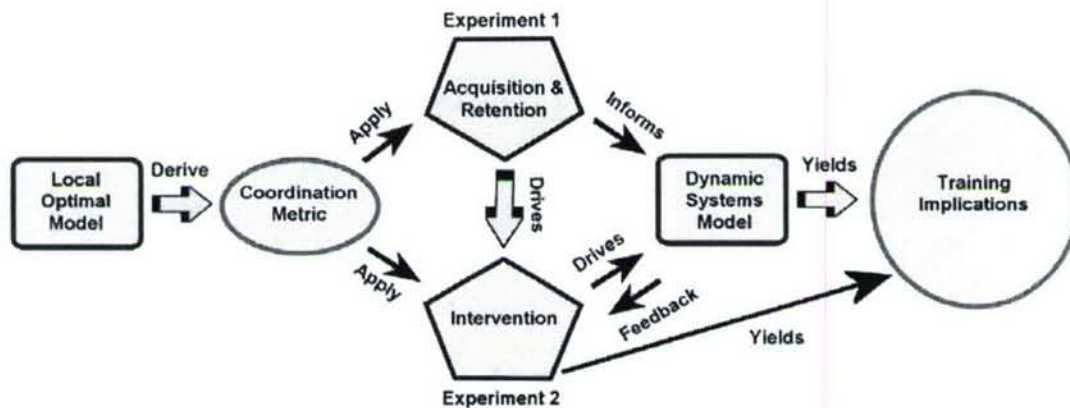 Experiment 1
Acquisition &
Retention
Apply
Informs
Local
Optimal
Model
Derive
Coordination
Metric
Drives
Dynamic
Systems
Model
Yields
Training
Implications
Apply
Intervention
Drives
Feedback
Yields
Experiment 2